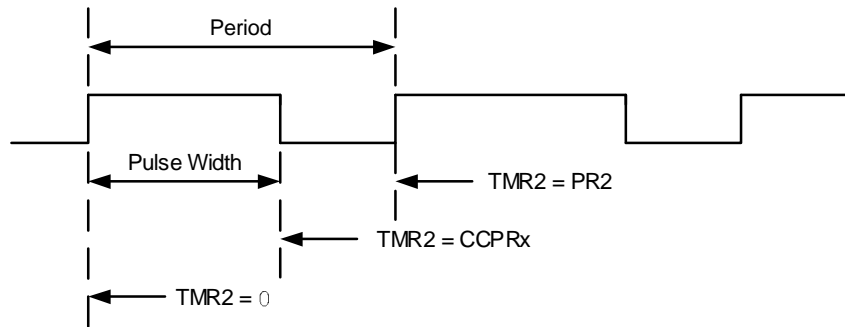 Period
Pulse Width
TMR2 = PR2
TMR2 = CCPRx
TMR2 = 0